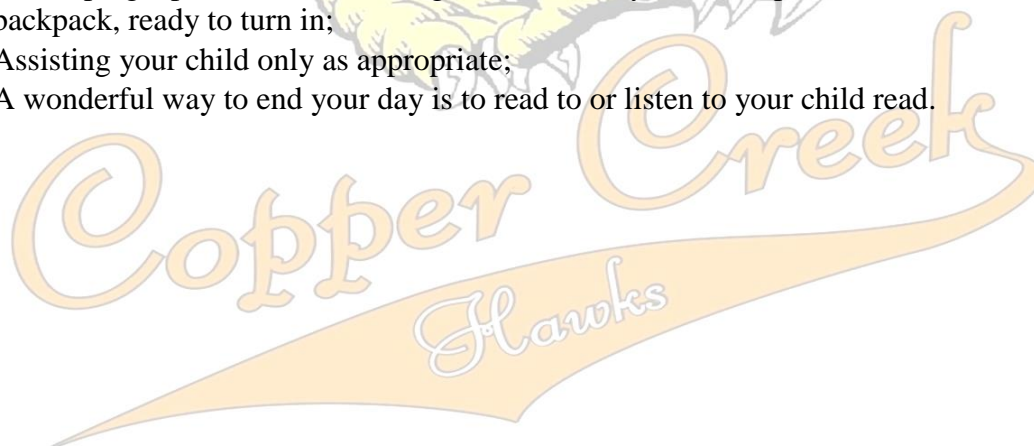 backpack, ready to turn in;
Assisting your child only as appropriate;
A wonderful way to end your day is to read to or listen to your child read.
Copper Creek
Hawks